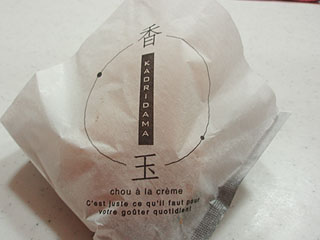 香
KAORIDAMA
玉
chou à la crème
C'est juste ce qu'il faut pour
votre goûter quotidien!